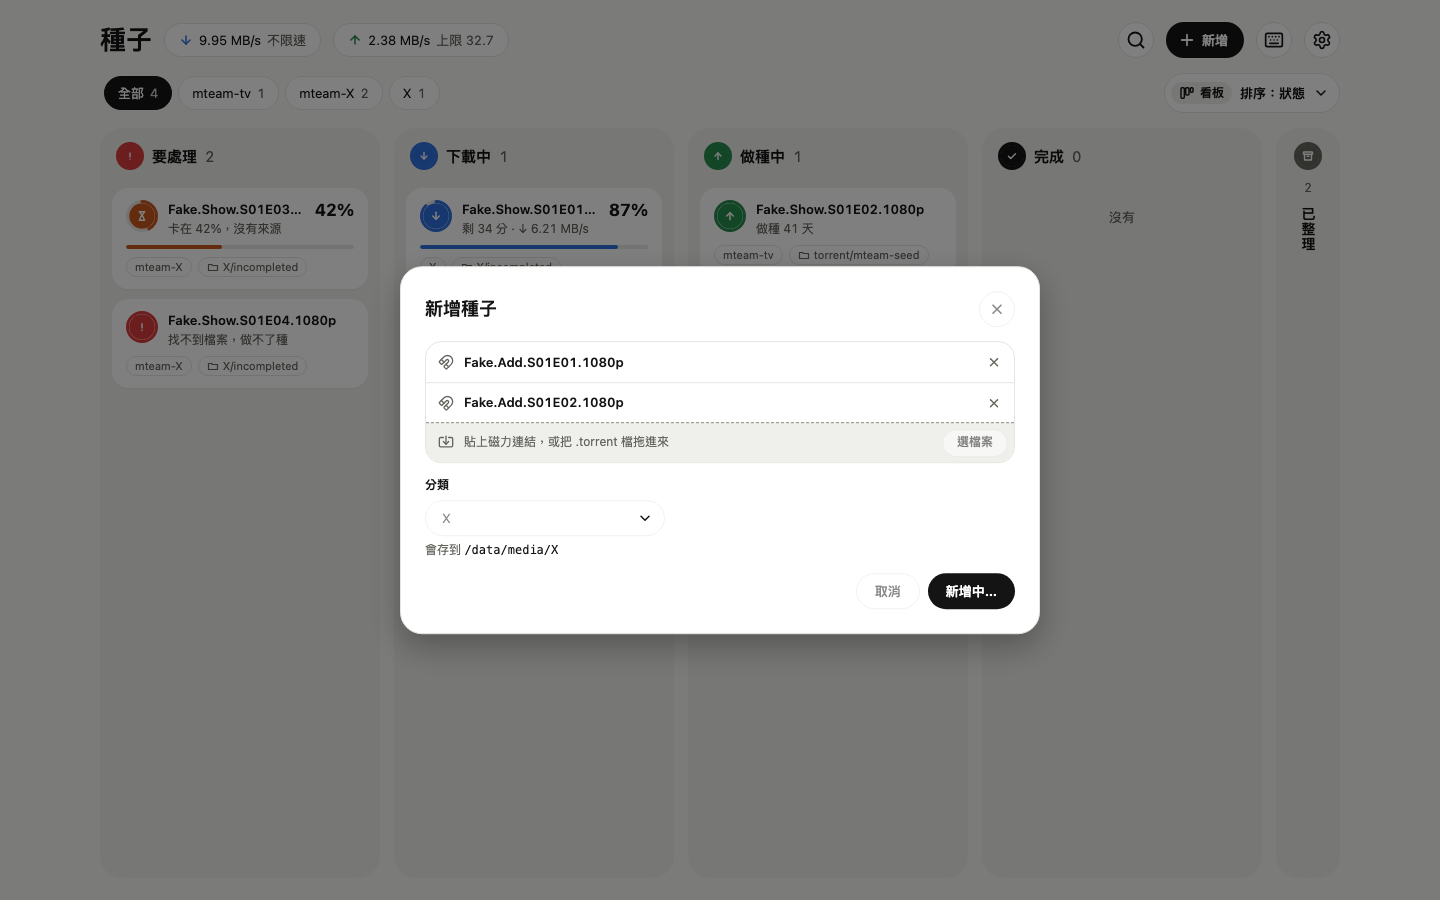 種子
9.95 MB/s 不限速
2.38 MB/s 上限 32.7
新增
全部 4
mteam-tv 1
mteam-X 2
X 1
看板
排序：狀態
要處理 2
Fake.Show.S01E03... 42%
卡在 42%，沒有來源
mteam-X
X/incompleted
Fake.Show.S01E04.1080p
找不到檔案，做不了種
mteam-X
X/incompleted
下載中 1
Fake.Show.S01E01... 87%
剩 34 分 · ↓ 6.21 MB/s
X
X/incompleted
做種中 1
Fake.Show.S01E02.1080p
做種 41 天
mteam-tv
torrent/mteam-seed
完成 0
沒有
2
已整理
新增種子
Fake.Add.S01E01.1080p
Fake.Add.S01E02.1080p
貼上磁力連結，或把 .torrent 檔拖進來
選檔案
分類
X
會存到 /data/media/X
取消
新增中...